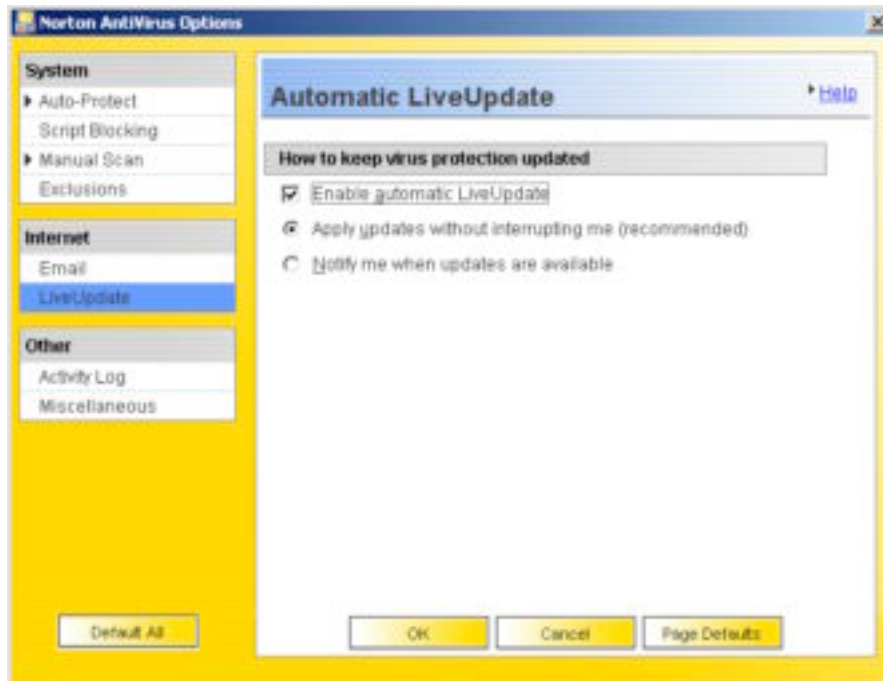 Norton AntiVirus Options
System
Auto-Protect
Script Blocking
Manual Scan
Exclusions
Internet
Email
LiveUpdate
Other
Activity Log
Miscellaneous
Default All
Automatic LiveUpdate
Help
How to keep virus protection updated
Enable automatic LiveUpdate
Apply updates without interrupting me (recommended)
Notify me when updates are available
OK Cancel Page Defaults